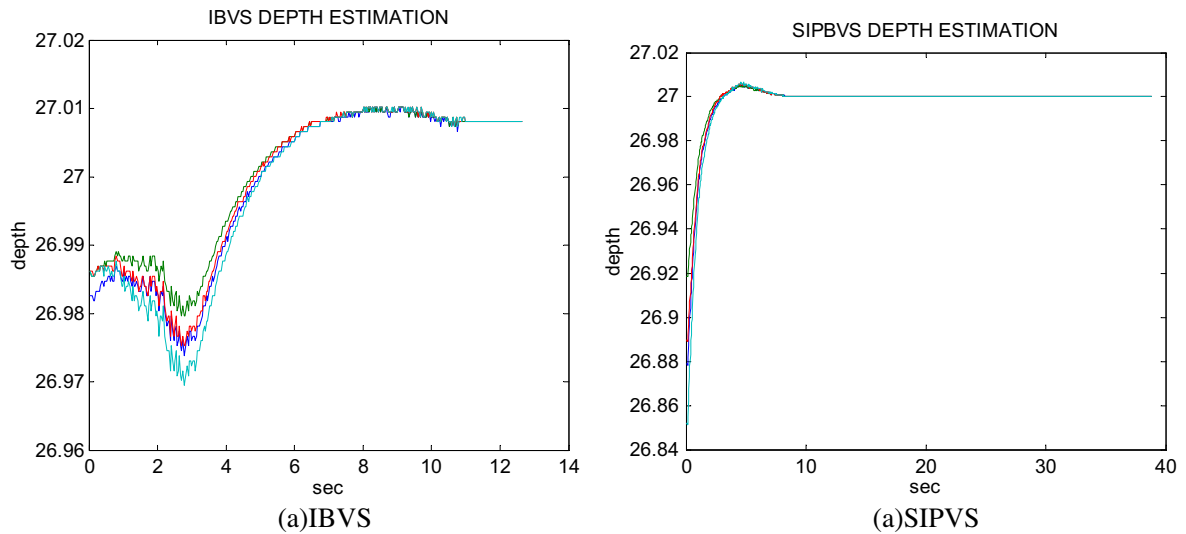 IBVS DEPTH ESTIMATION
27.02
27.01
27
26.99
26.98
26.97
26.96
depth
0 2 4 6 8 10 12 14
sec
(a)IBVS
SIPBVS DEPTH ESTIMATION
27.02
27
26.98
26.96
26.94
26.92
26.9
26.88
26.86
26.84
depth
0 10 20 30 40
sec
(a)SIPVS